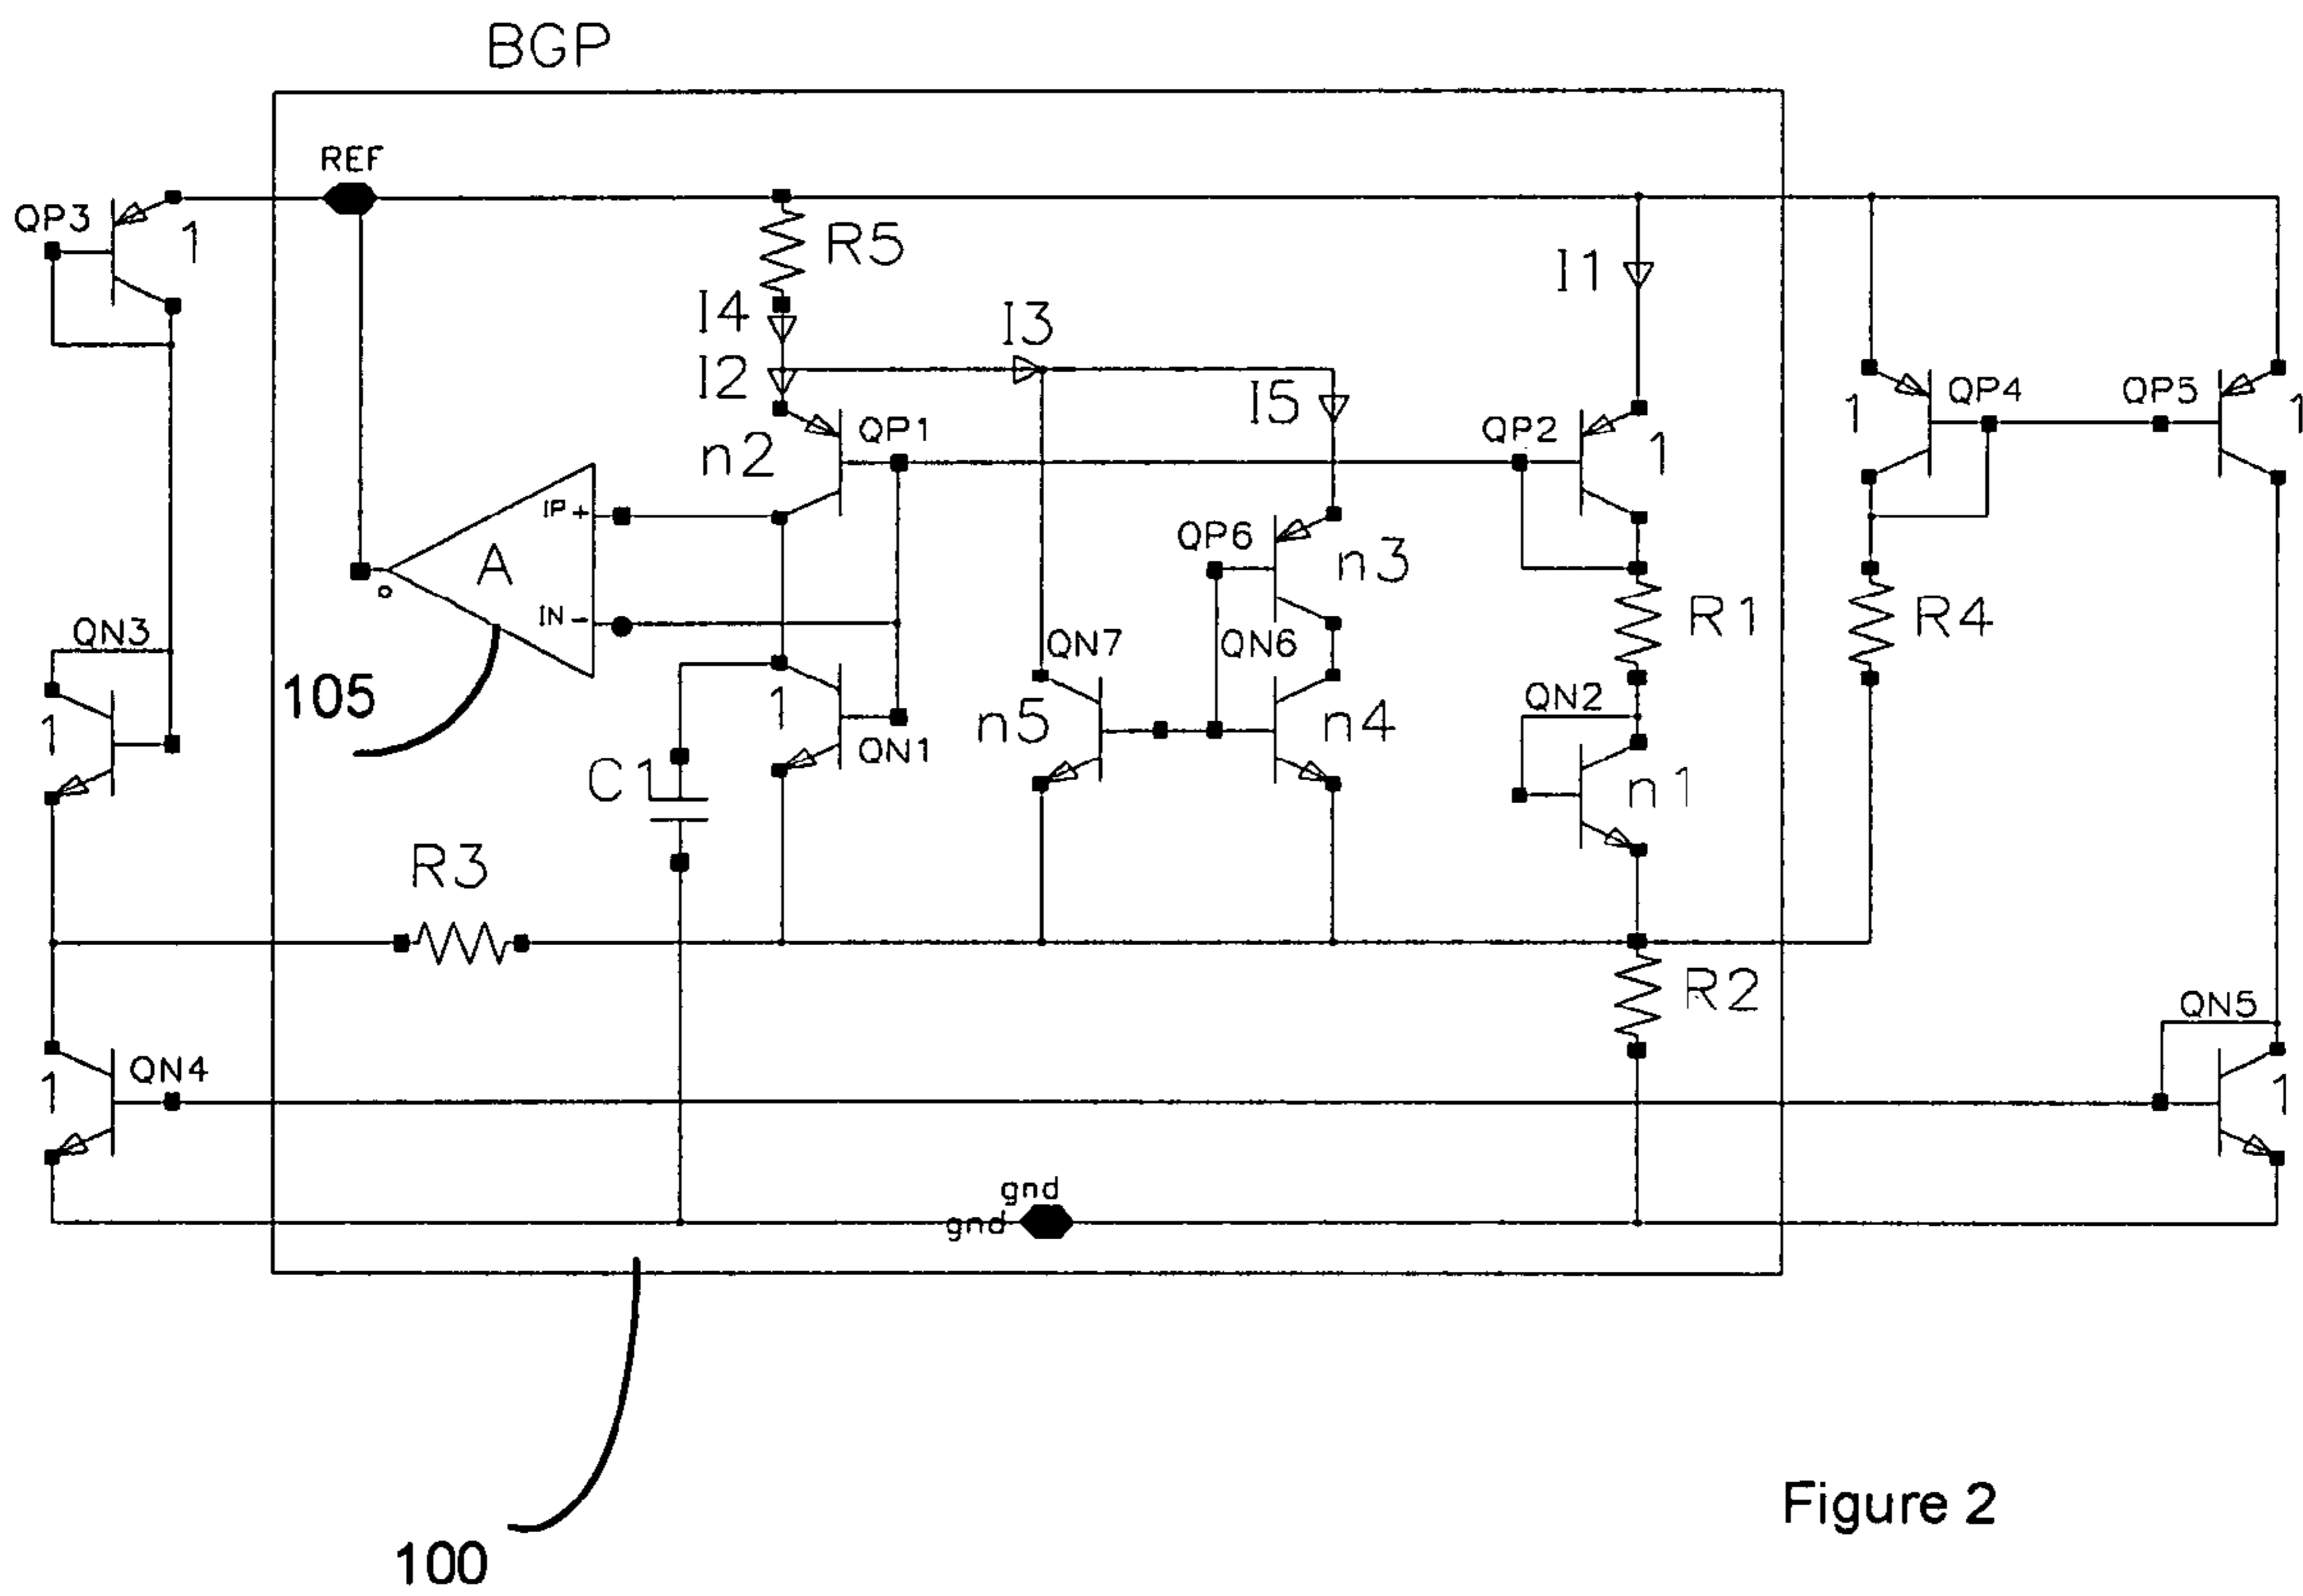 BGP
REF
QP3
1
R5
I4
I3
I1
I2
I5
n2
QP1
QP2
1
1
QP4
QP5
1
IP +
A
IN -
QP6
n3
R1
R4
QN3
1
105
QN7
QN6
n5
n4
QN2
n1
1
QN1
C1
R3
R2
QN5
1
QN4
1
gnd
gnd
Figure 2
100